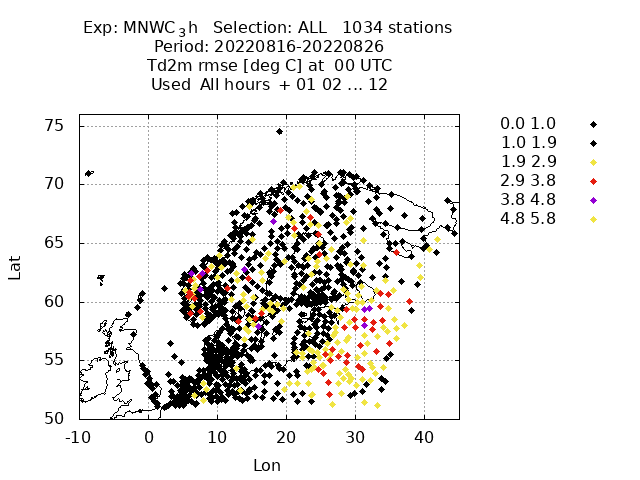 Exp: MNWC₃h   Selection: ALL   1034 stations
Period: 20220816-20220826
Td2m rmse [deg C] at  00 UTC
Used  All hours  + 01 02 ... 12
0.0 1.0
1.0 1.9
1.9 2.9
2.9 3.8
3.8 4.8
4.8 5.8
75
70
65
60
55
50
Lat
-10 0 10 20 30 40
Lon